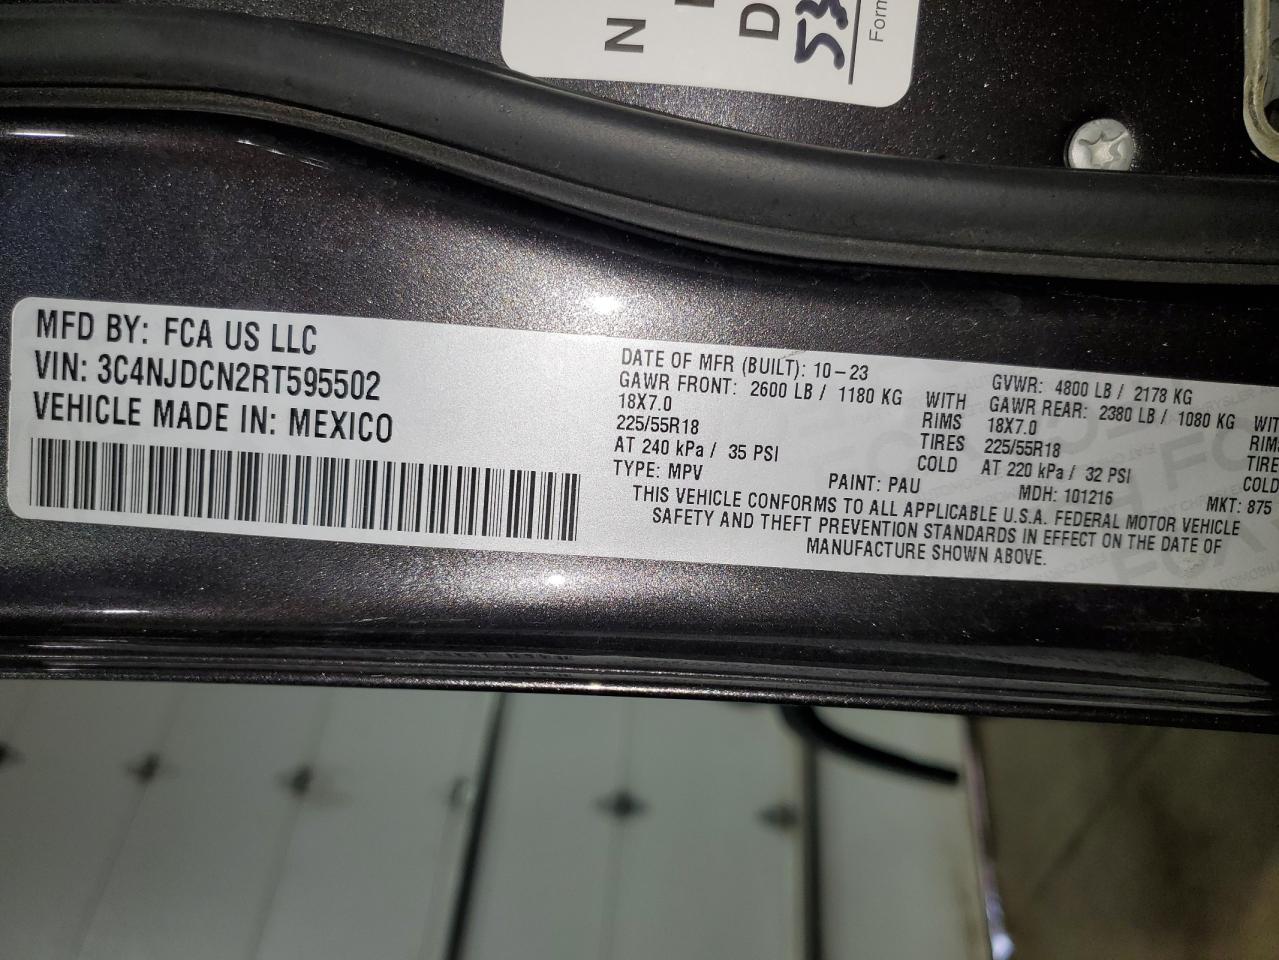 N
D
53
Form
MFD BY: FCA US LLC
VIN: 3C4NJDCN2RT595502
VEHICLE MADE IN: MEXICO
DATE OF MFR (BUILT): 10-23 GVWR: 4800 LB / 2178 KG
GAWR FRONT: 2600 LB / 1180 KG WITH GAWR REAR: 2380 LB / 1080 KG
18X7.0 RIMS 18X7.0
225/55R18 TIRES 225/55R18
AT 240 kPa / 35 PSI COLD AT 220 kPa / 32 PSI COLD
TYPE: MPV PAINT: PAU MDH: 101216 MKT: 875
THIS VEHICLE CONFORMS TO ALL APPLICABLE U.S.A. FEDERAL MOTOR VEHICLE
SAFETY AND THEFT PREVENTION STANDARDS IN EFFECT ON THE DATE OF
MANUFACTURE SHOWN ABOVE.